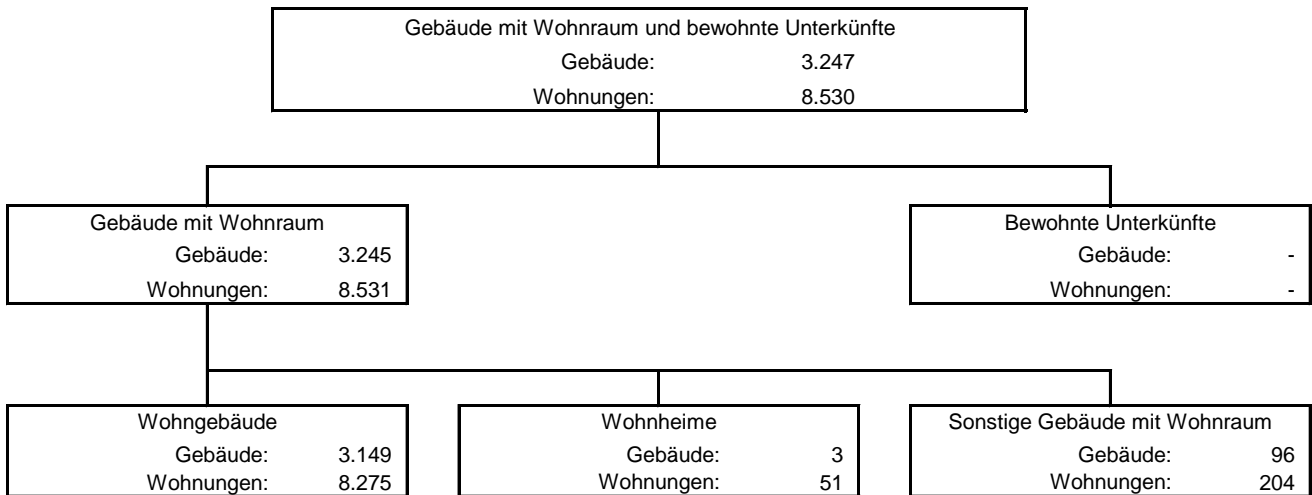 Gebäude mit Wohnraum und bewohnte Unterkünfte
Gebäude: 3.247
Wohnungen: 8.530
Gebäude mit Wohnraum
Gebäude: 3.245
Wohnungen: 8.531
Bewohnte Unterkünfte
Gebäude: -
Wohnungen: -
Wohngebäude
Gebäude: 3.149
Wohnungen: 8.275
Wohnheime
Gebäude: 3
Wohnungen: 51
Sonstige Gebäude mit Wohnraum
Gebäude: 96
Wohnungen: 204